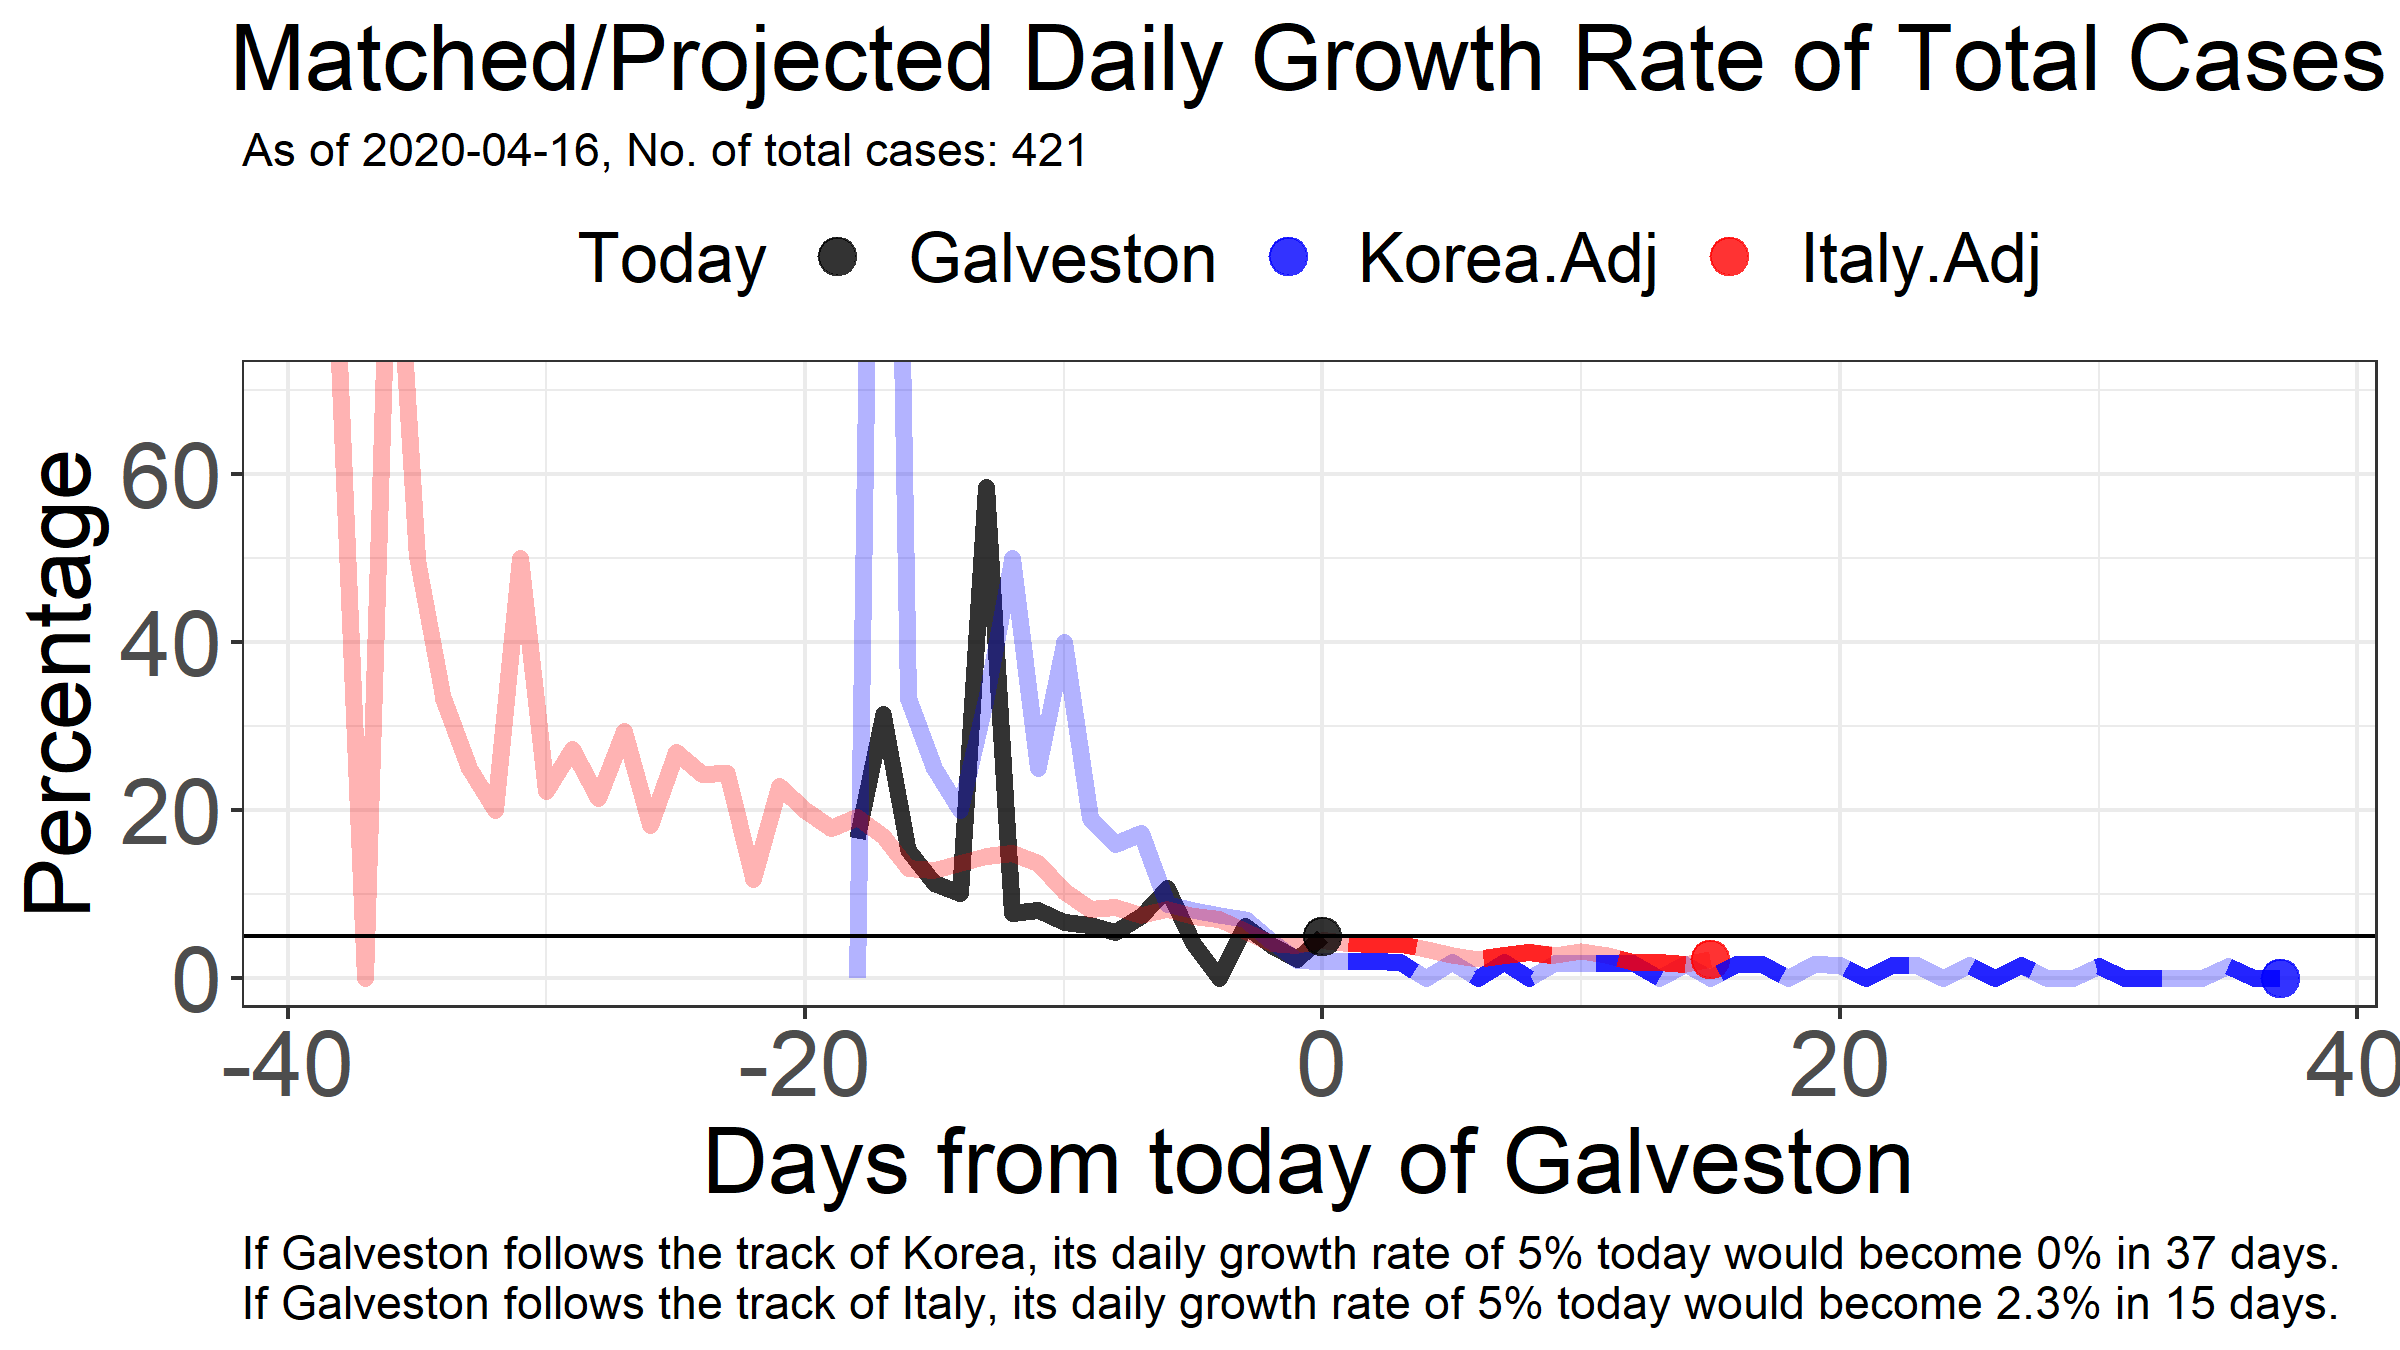 Matched/Projected Daily Growth Rate of Total Cases
As of 2020-04-16, No. of total cases: 421
Today Galveston Korea.Adj Italy.Adj
Percentage
60
40
20
0
-40 -20 0 20 40
Days from today of Galveston
If Galveston follows the track of Korea, its daily growth rate of 5% today would become 0% in 37 days.
If Galveston follows the track of Italy, its daily growth rate of 5% today would become 2.3% in 15 days.